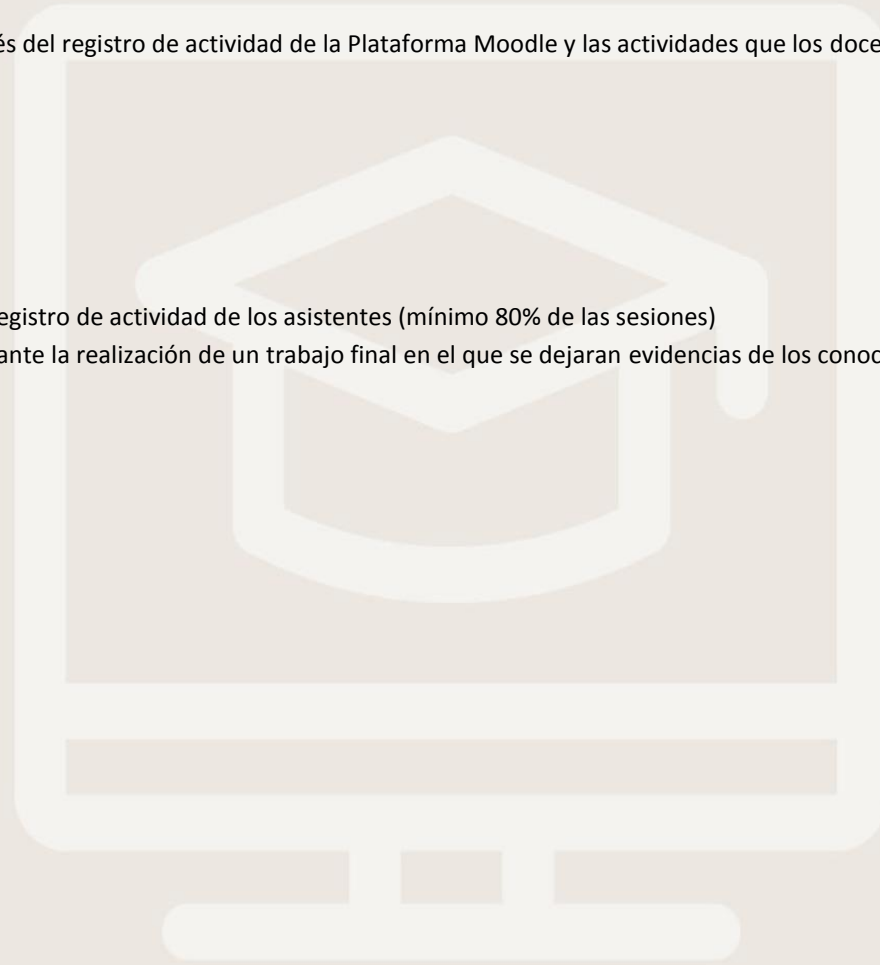 és del registro de actividad de la Plataforma Moodle y las actividades que los doce
egistro de actividad de los asistentes (mínimo 80% de las sesiones)
ante la realización de un trabajo final en el que se dejaran evidencias de los conoc